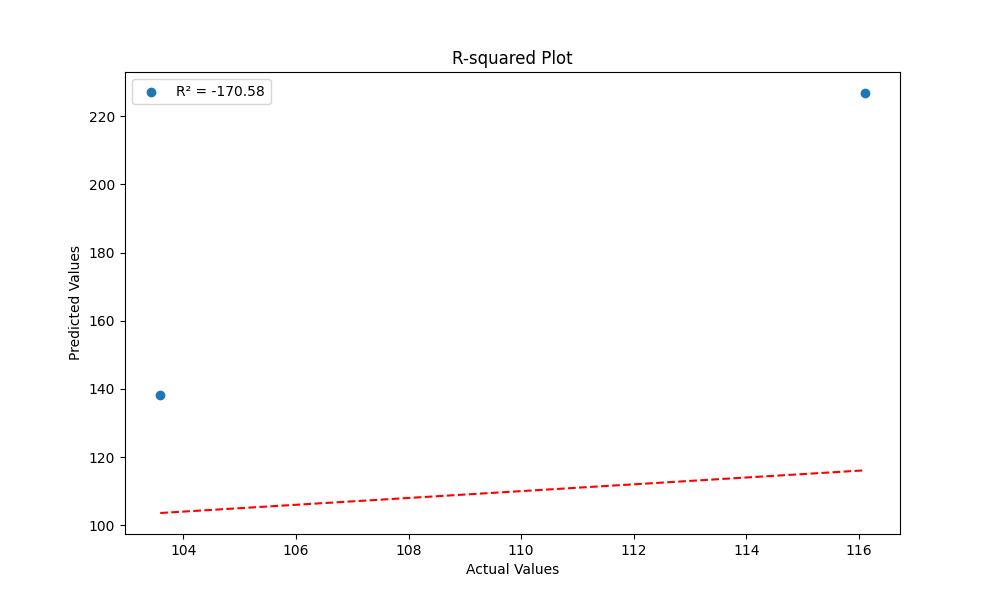 R-squared Plot
R² = -170.58
Predicted Values
220
200
180
160
140
120
100
104 106 108 110 112 114 116
Actual Values